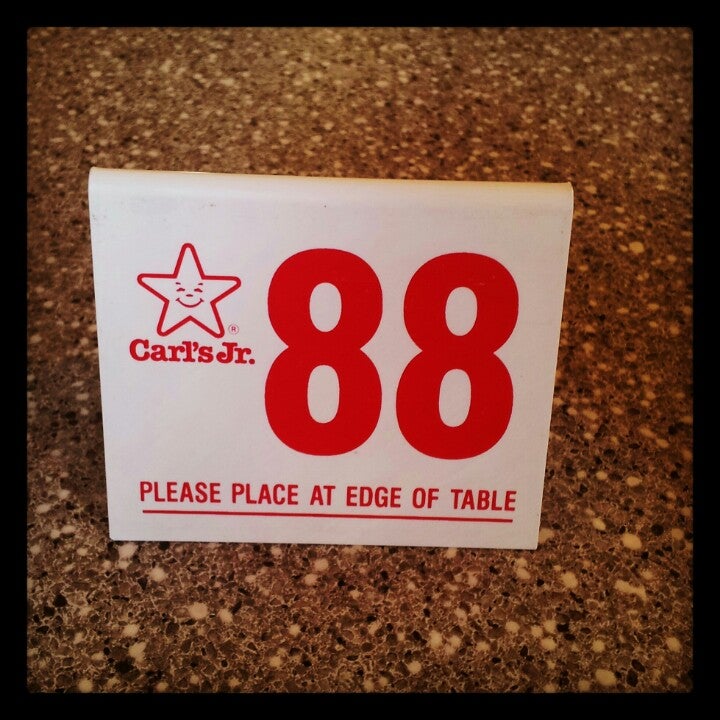 88
®
Carl's Jr.
PLEASE PLACE AT EDGE OF TABLE